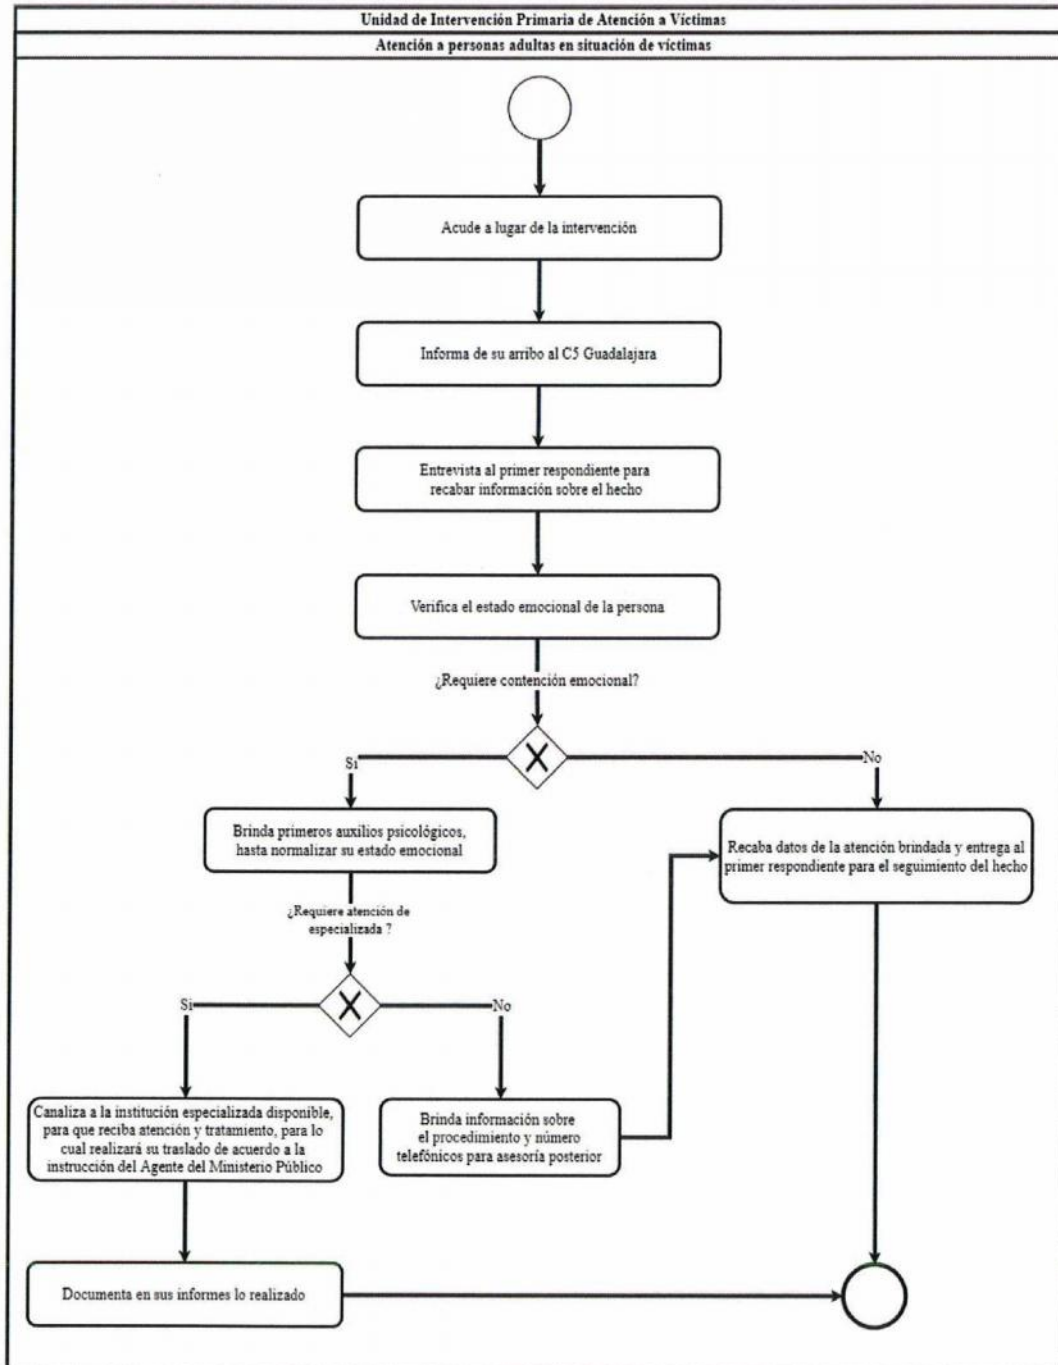 Unidad de Intervención Primaria de Atención a Víctimas
Atención a personas adultas en situación de víctimas
Acude a lugar de la intervención
Informa de su arribo al C5 Guadalajara
Entrevista al primer respondiente para
recabar información sobre el hecho
Verifica el estado emocional de la persona
¿Requiere contención emocional?
Si
No
Brinda primeros auxilios psicológicos,
hasta normalizar su estado emocional
Recaba datos de la atención brindada y entrega al
primer respondiente para el seguimiento del hecho
¿Requiere atención de
especializada ?
Si
No
Canaliza a la institución especializada disponible,
para que reciba atención y tratamiento, para lo
cual realizará su traslado de acuerdo a la
instrucción del Agente del Ministerio Público
Brinda información sobre
el procedimiento y número
telefónicos para asesoría posterior
Documenta en sus informes lo realizado